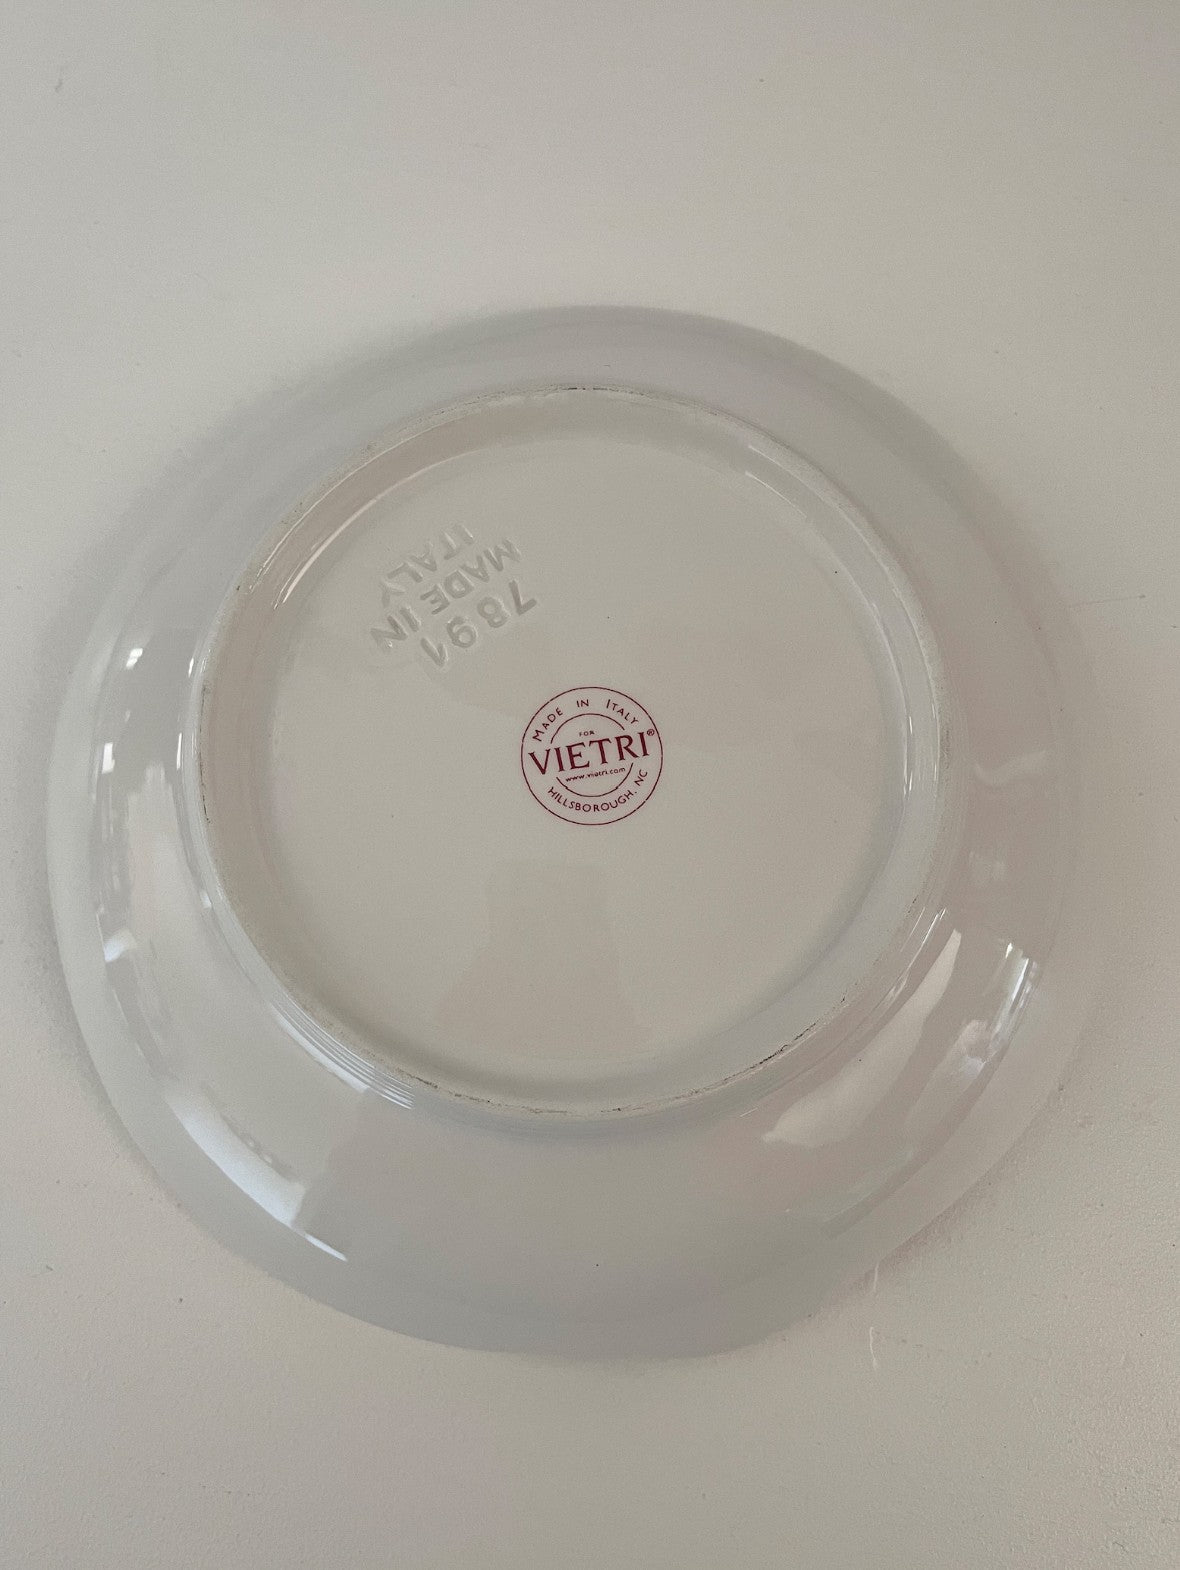 7891
MADE IN
ITALY
MADE IN ITALY
FOR
VIETRI®
www.vietri.com
HILLSBOROUGH, NC